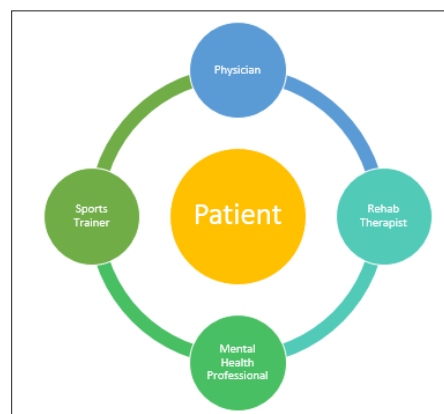 Physician
Sports
Trainer
Patient
Rehab
Therapist
Mental
Health
Professional